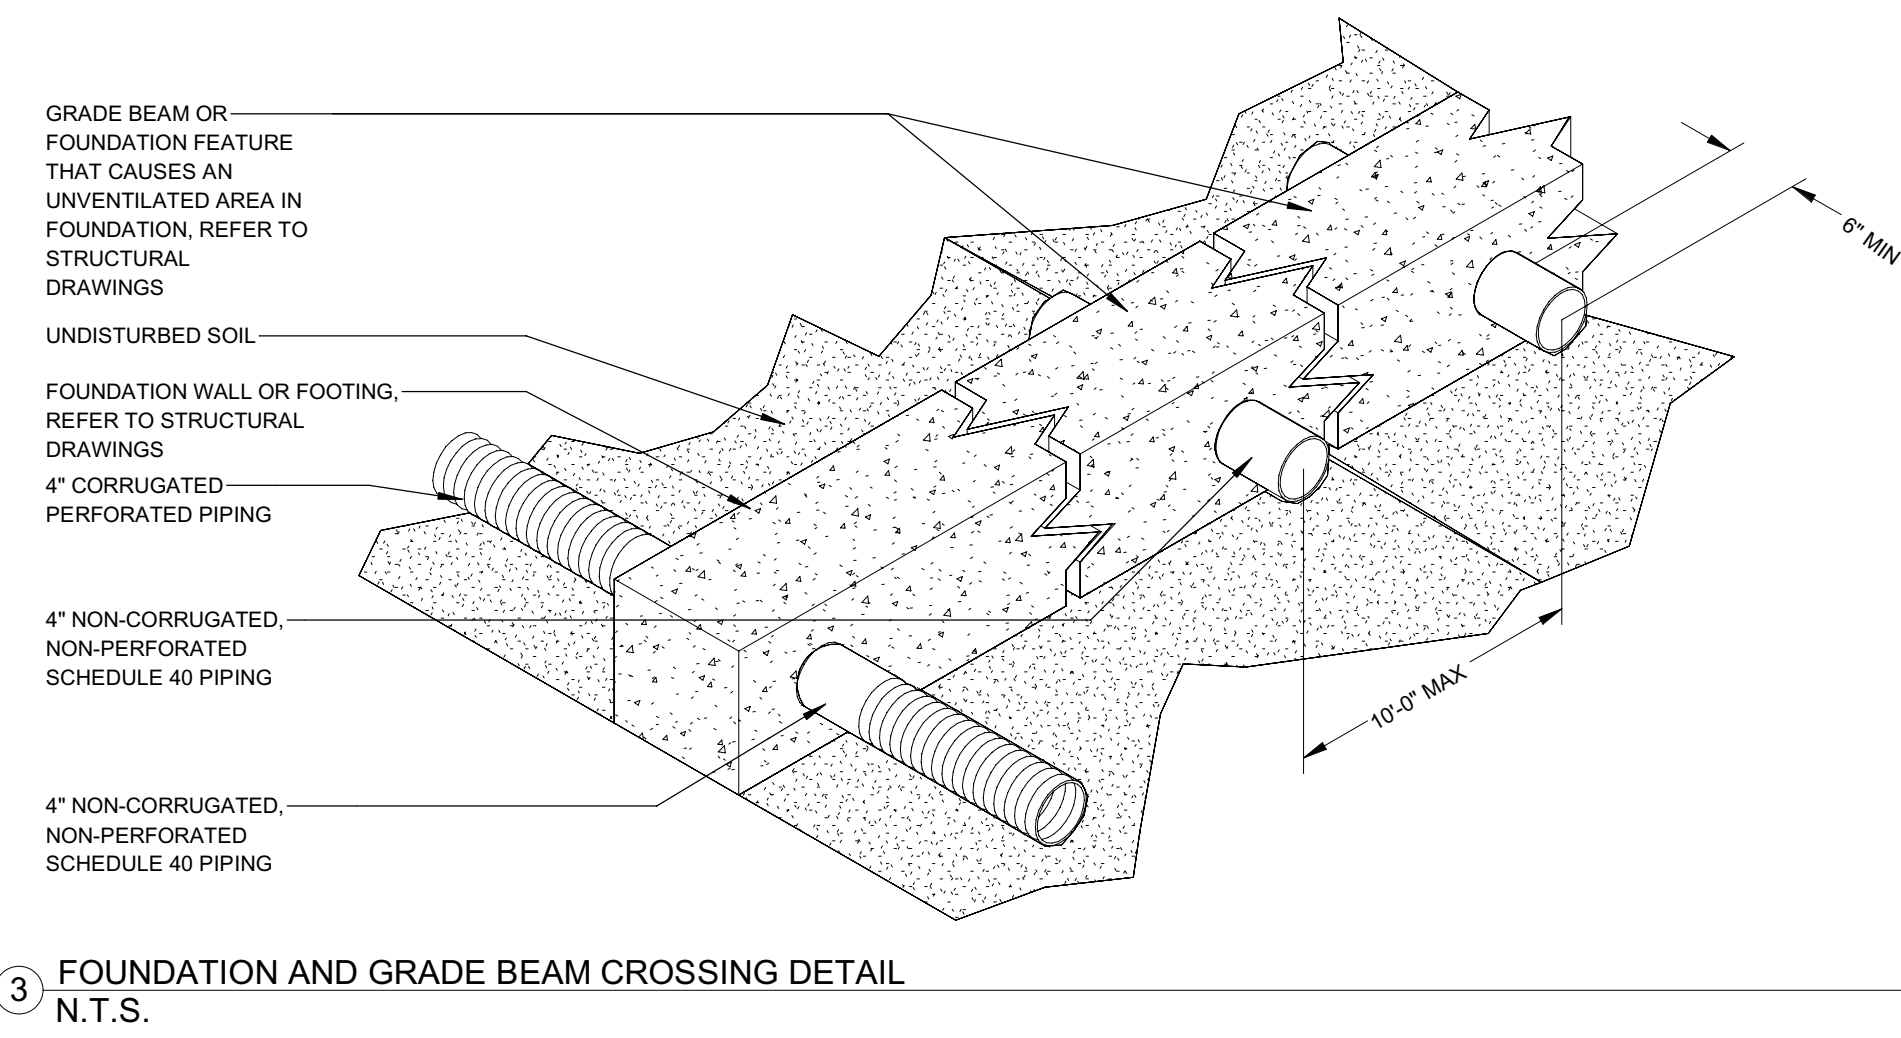 GRADE BEAM OR
FOUNDATION FEATURE
THAT CAUSES AN
UNVENTILATED AREA IN
FOUNDATION, REFER TO
STRUCTURAL
DRAWINGS
UNDISTURBED SOIL
FOUNDATION WALL OR FOOTING,
REFER TO STRUCTURAL
DRAWINGS
4" CORRUGATED
PERFORATED PIPING
4" NON-CORRUGATED,
NON-PERFORATED
SCHEDULE 40 PIPING
4" NON-CORRUGATED,
NON-PERFORATED
SCHEDULE 40 PIPING
6" MIN
10'-0" MAX
3
FOUNDATION AND GRADE BEAM CROSSING DETAIL
N.T.S.